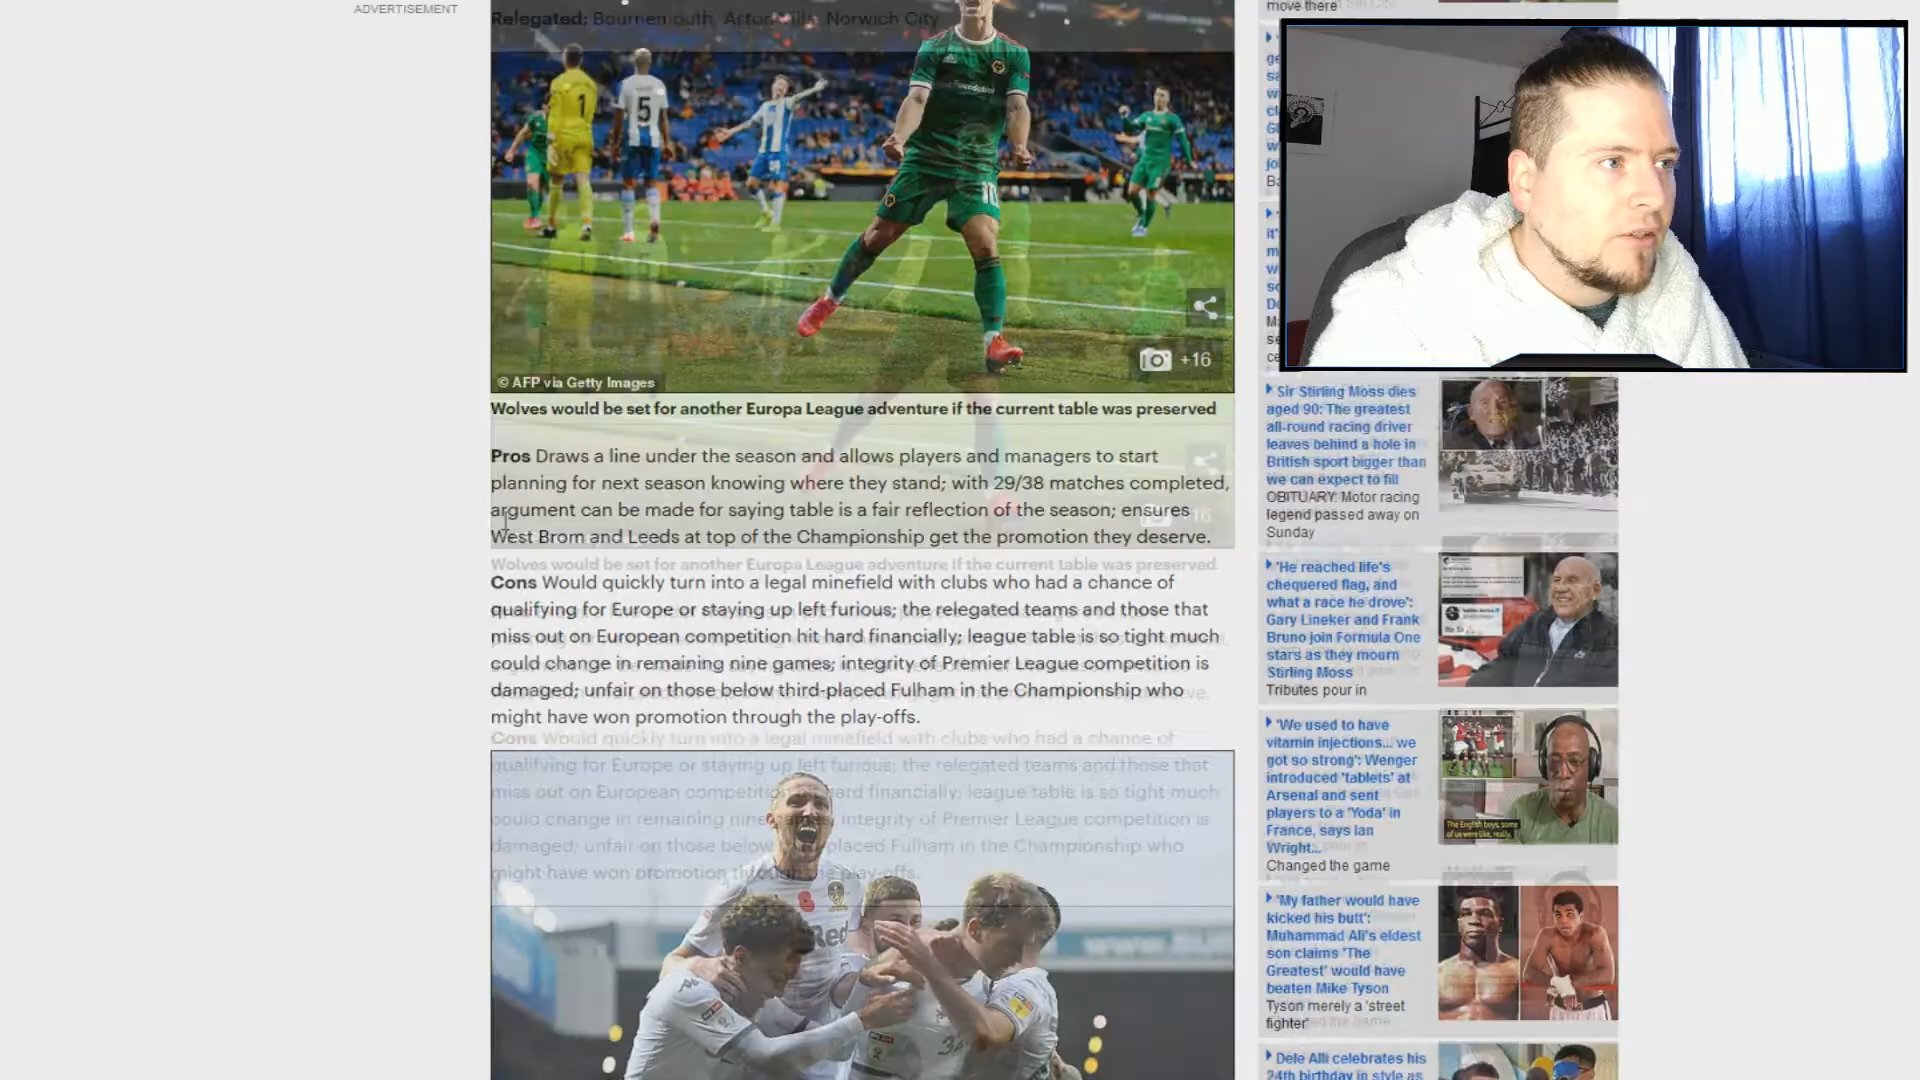 ADVERTISEMENT
Relegated: Bournemouth, Aston Villa, Norwich City
© AFP via Getty Images
+16
Wolves would be set for another Europa League adventure if the current table was preserved
Pros Draws a line under the season and allows players and managers to start
planning for next season knowing where they stand; with 29/38 matches completed,
argument can be made for saying table is a fair reflection of the season; ensures
West Brom and Leeds at top of the Championship get the promotion they deserve.
Cons Would quickly turn into a legal minefield with clubs who had a chance of
qualifying for Europe or staying up left furious; the relegated teams and those that
miss out on European competition hit hard financially; league table is so tight much
could change in remaining nine games; integrity of Premier League competition is
damaged; unfair on those below third-placed Fulham in the Championship who
might have won promotion through the play-offs.
move there
Sir Stirling Moss dies
aged 90: The greatest
all-round racing driver
leaves behind a hole in
British sport bigger than
we can expect to fill
OBITUARY: Motor racing
legend passed away on
Sunday
'He reached life's
chequered flag, and
what a race he drove':
Gary Lineker and Frank
Bruno join Formula One
stars as they mourn
Stirling Moss
Tributes pour in
'We used to have
vitamin injections... we
got so strong': Wenger
introduced 'tablets' at
Arsenal and sent
players to a 'Yoda' in
France, says Ian
Wright...
Changed the game
The English boys, some
of us were like, really,
'My father would have
kicked his butt':
Muhammad Ali's eldest
son claims 'The
Greatest' would have
beaten Mike Tyson
Tyson merely a 'street
fighter'
Dele Alli celebrates his
24th birthday in style as